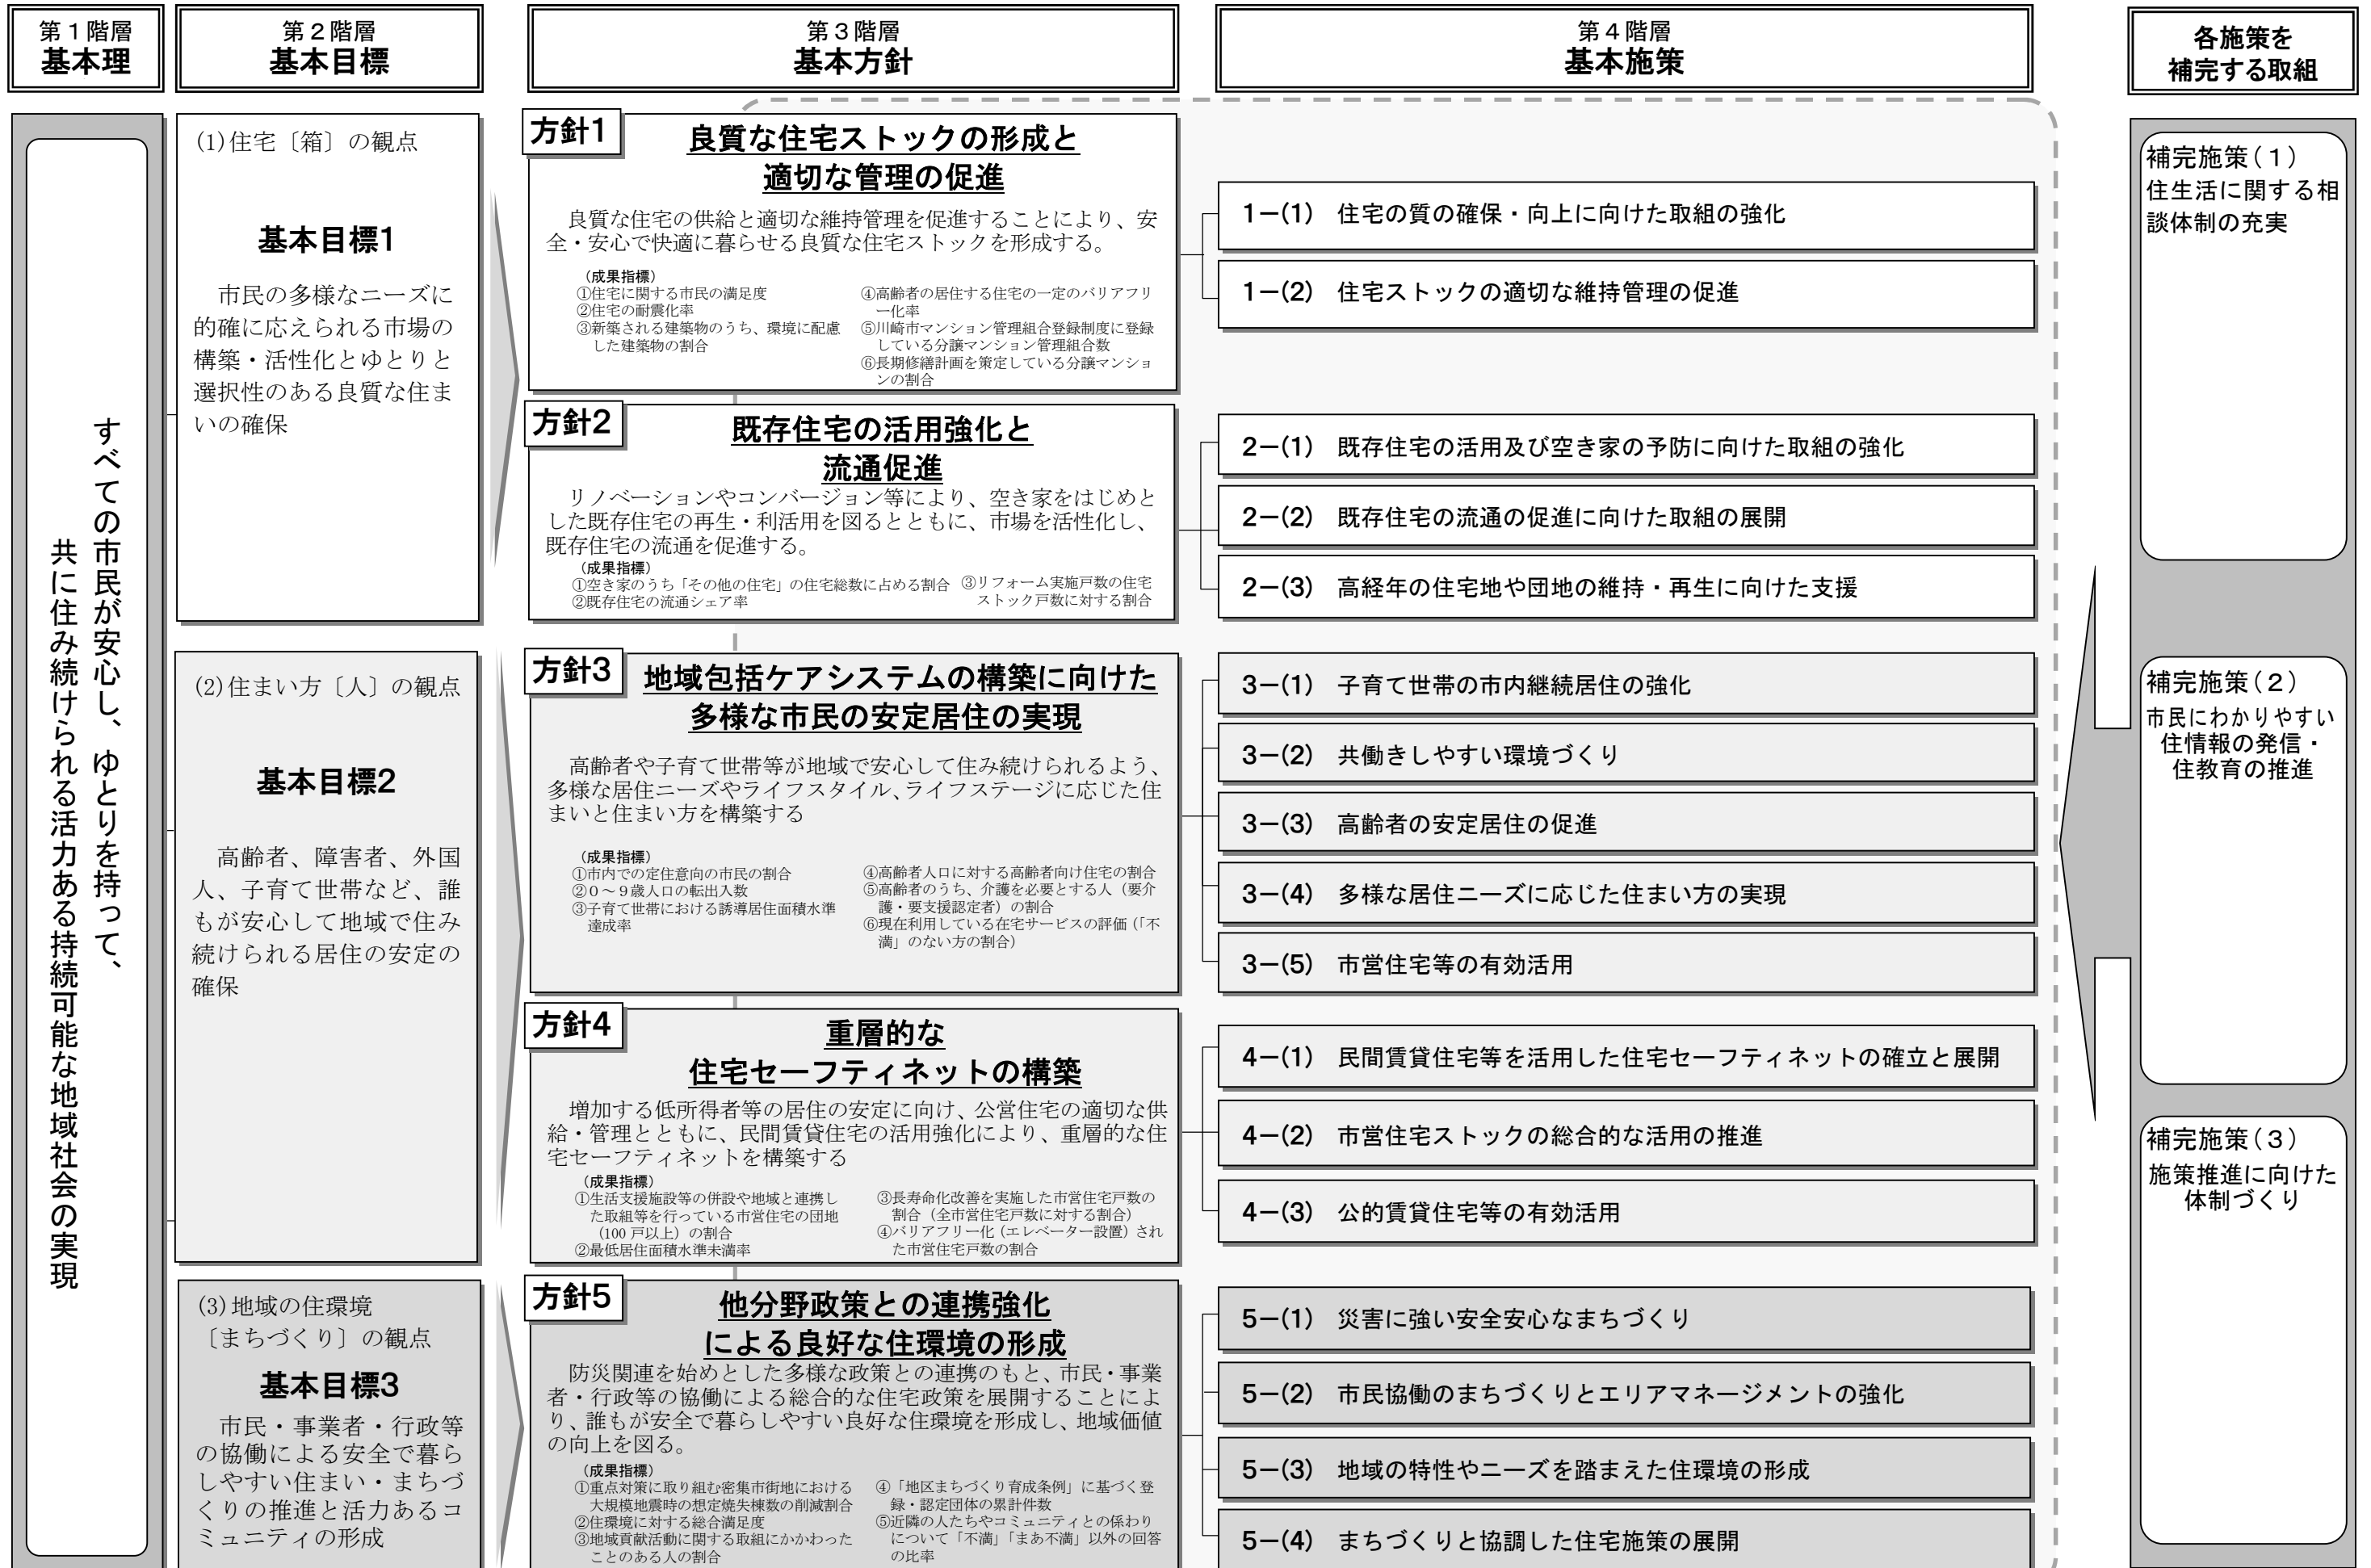 第１階層
基本理
第２階層
基本目標
第３階層
基本方針
第４階層
基本施策
各施策を
補完する取組
すべての市民が安心し、ゆとりを持って、
共に住み続けられる活力ある持続可能な地域社会の実現
(1)住宅〔箱〕の観点
基本目標1
市民の多様なニーズに
的確に応えられる市場の
構築・活性化とゆとりと
選択性のある良質な住ま
いの確保
方針1
良質な住宅ストックの形成と
適切な管理の促進
良質な住宅の供給と適切な維持管理を促進することにより、安
全・安心で快適に暮らせる良質な住宅ストックを形成する。
（成果指標）
①住宅に関する市民の満足度
②住宅の耐震化率
③新築される建築物のうち、環境に配慮
した建築物の割合
④高齢者の居住する住宅の一定のバリアフリ
ー化率
⑤川崎市マンション管理組合登録制度に登録
している分譲マンション管理組合数
⑥長期修繕計画を策定している分譲マンショ
ンの割合
1－(1) 住宅の質の確保・向上に向けた取組の強化
1－(2) 住宅ストックの適切な維持管理の促進
方針2
既存住宅の活用強化と
流通促進
リノベーションやコンバージョン等により、空き家をはじめと
した既存住宅の再生・利活用を図るとともに、市場を活性化し、
既存住宅の流通を促進する。
（成果指標）
①空き家のうち「その他の住宅」の住宅総数に占める割合
②既存住宅の流通シェア率
③リフォーム実施戸数の住宅
ストック戸数に対する割合
2－(1) 既存住宅の活用及び空き家の予防に向けた取組の強化
2－(2) 既存住宅の流通の促進に向けた取組の展開
2－(3) 高経年の住宅地や団地の維持・再生に向けた支援
(2)住まい方〔人〕の観点
基本目標2
高齢者、障害者、外国
人、子育て世帯など、誰
もが安心して地域で住み
続けられる居住の安定の
確保
方針3
地域包括ケアシステムの構築に向けた
多様な市民の安定居住の実現
高齢者や子育て世帯等が地域で安心して住み続けられるよう、
多様な居住ニーズやライフスタイル、ライフステージに応じた住
まいと住まい方を構築する
（成果指標）
①市内での定住意向の市民の割合
②０～９歳人口の転出入数
③子育て世帯における誘導居住面積水準
達成率
④高齢者人口に対する高齢者向け住宅の割合
⑤高齢者のうち、介護を必要とする人（要介
護・要支援認定者）の割合
⑥現在利用している在宅サービスの評価（「不
満」のない方の割合）
3－(1) 子育て世帯の市内継続居住の強化
3－(2) 共働きしやすい環境づくり
3－(3) 高齢者の安定居住の促進
3－(4) 多様な居住ニーズに応じた住まい方の実現
3－(5) 市営住宅等の有効活用
方針4
重層的な
住宅セーフティネットの構築
増加する低所得者等の居住の安定に向け、公営住宅の適切な供
給・管理とともに、民間賃貸住宅の活用強化により、重層的な住
宅セーフティネットを構築する
（成果指標）
①生活支援施設等の併設や地域と連携し
た取組等を行っている市営住宅の団地
（100 戸以上）の割合
②最低居住面積水準未満率
③長寿命化改善を実施した市営住宅戸数の
割合（全市営住宅戸数に対する割合）
④バリアフリー化（エレベーター設置）され
た市営住宅戸数の割合
4－(1) 民間賃貸住宅等を活用した住宅セーフティネットの確立と展開
4－(2) 市営住宅ストックの総合的な活用の推進
4－(3) 公的賃貸住宅等の有効活用
(3)地域の住環境
〔まちづくり〕の観点
基本目標3
市民・事業者・行政等
の協働による安全で暮ら
しやすい住まい・まちづ
くりの推進と活力あるコ
ミュニティの形成
方針5
他分野政策との連携強化
による良好な住環境の形成
防災関連を始めとした多様な政策との連携のもと、市民・事業
者・行政等の協働による総合的な住宅政策を展開することによ
り、誰もが安全で暮らしやすい良好な住環境を形成し、地域価値
の向上を図る。
（成果指標）
①重点対策に取り組む密集市街地における
大規模地震時の想定焼失棟数の削減割合
②住環境に対する総合満足度
③地域貢献活動に関する取組にかかわった
ことのある人の割合
④「地区まちづくり育成条例」に基づく登
録・認定団体の累計件数
⑤近隣の人たちやコミュニティとの係わり
について「不満」「まあ不満」以外の回答
の比率
5－(1) 災害に強い安全安心なまちづくり
5－(2) 市民協働のまちづくりとエリアマネージメントの強化
5－(3) 地域の特性やニーズを踏まえた住環境の形成
5－(4) まちづくりと協調した住宅施策の展開
補完施策(１)
住生活に関する相
談体制の充実
補完施策(２)
市民にわかりやすい
住情報の発信・
住教育の推進
補完施策(３)
施策推進に向けた
体制づくり